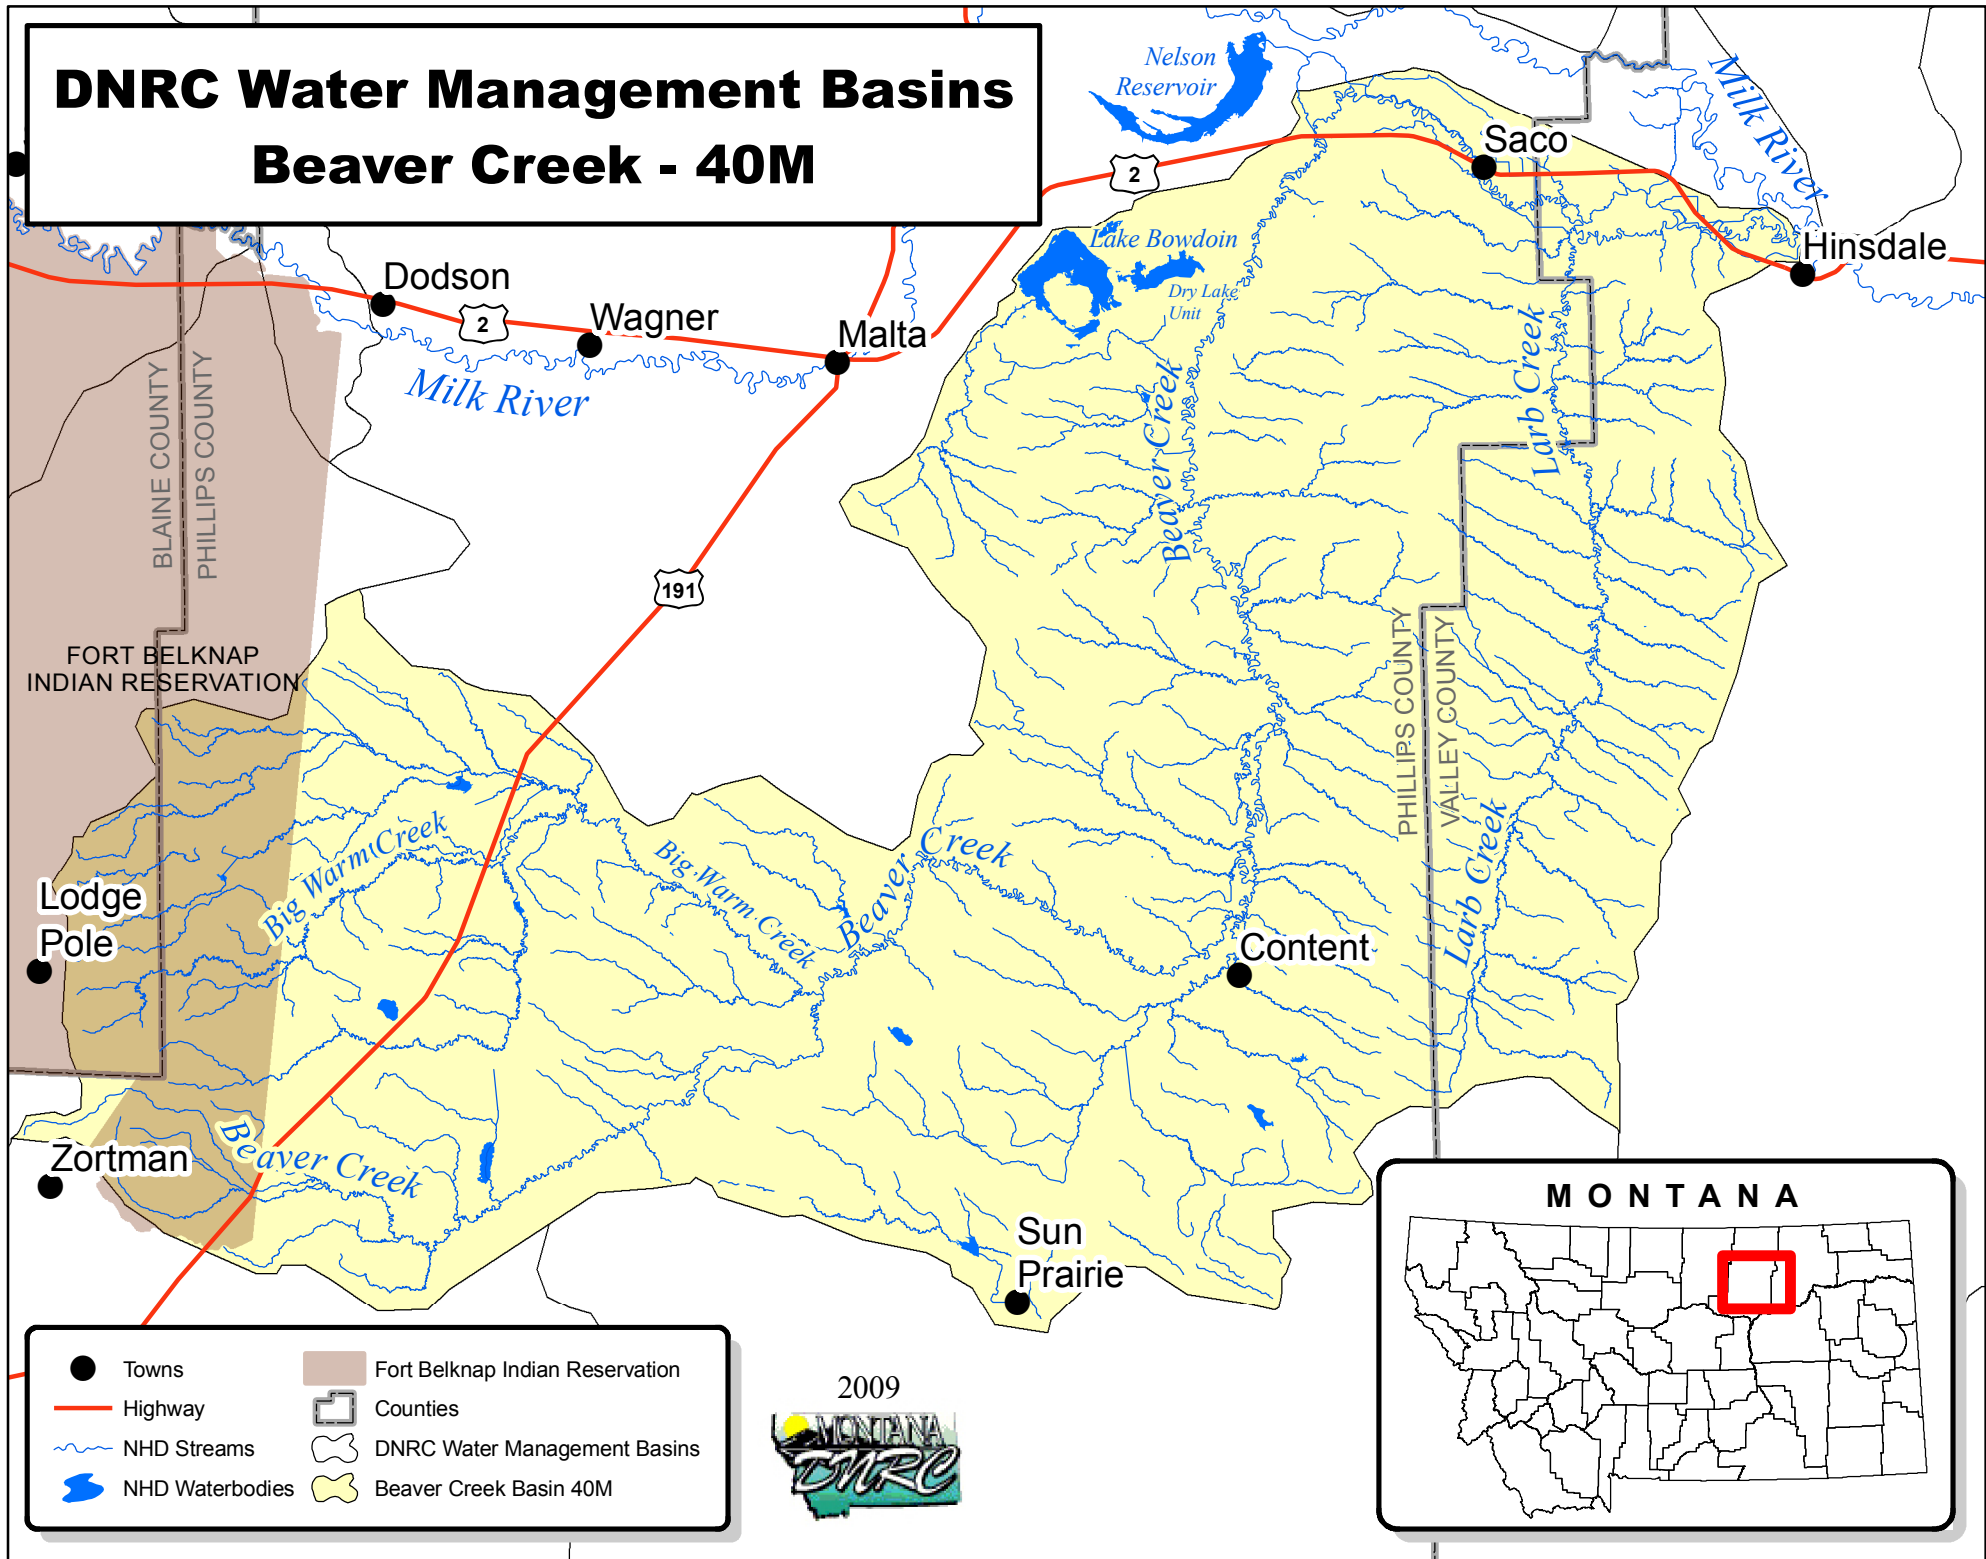 DNRC Water Management Basins
Beaver Creek - 40M
Nelson
Reservoir
Milk River
Saco
2
Hinsdale
Lake Bowdoin
Dry Lake
Unit
Dodson
2
Wagner
Malta
Milk River
Larb Creek
Beaver Creek
BLAINE COUNTY
PHILLIPS COUNTY
191
FORT BELKNAP
INDIAN RESERVATION
PHILLIPS COUNTY
VALLEY COUNTY
Big Warm Creek
Big Warm Creek
Beaver Creek
Larb Creek
Lodge
Pole
Content
Zortman
Beaver Creek
Sun
Prairie
MONTANA
Towns
Highway
NHD Streams
NHD Waterbodies
Fort Belknap Indian Reservation
Counties
DNRC Water Management Basins
Beaver Creek Basin 40M
2009
MONTANA
DNRC